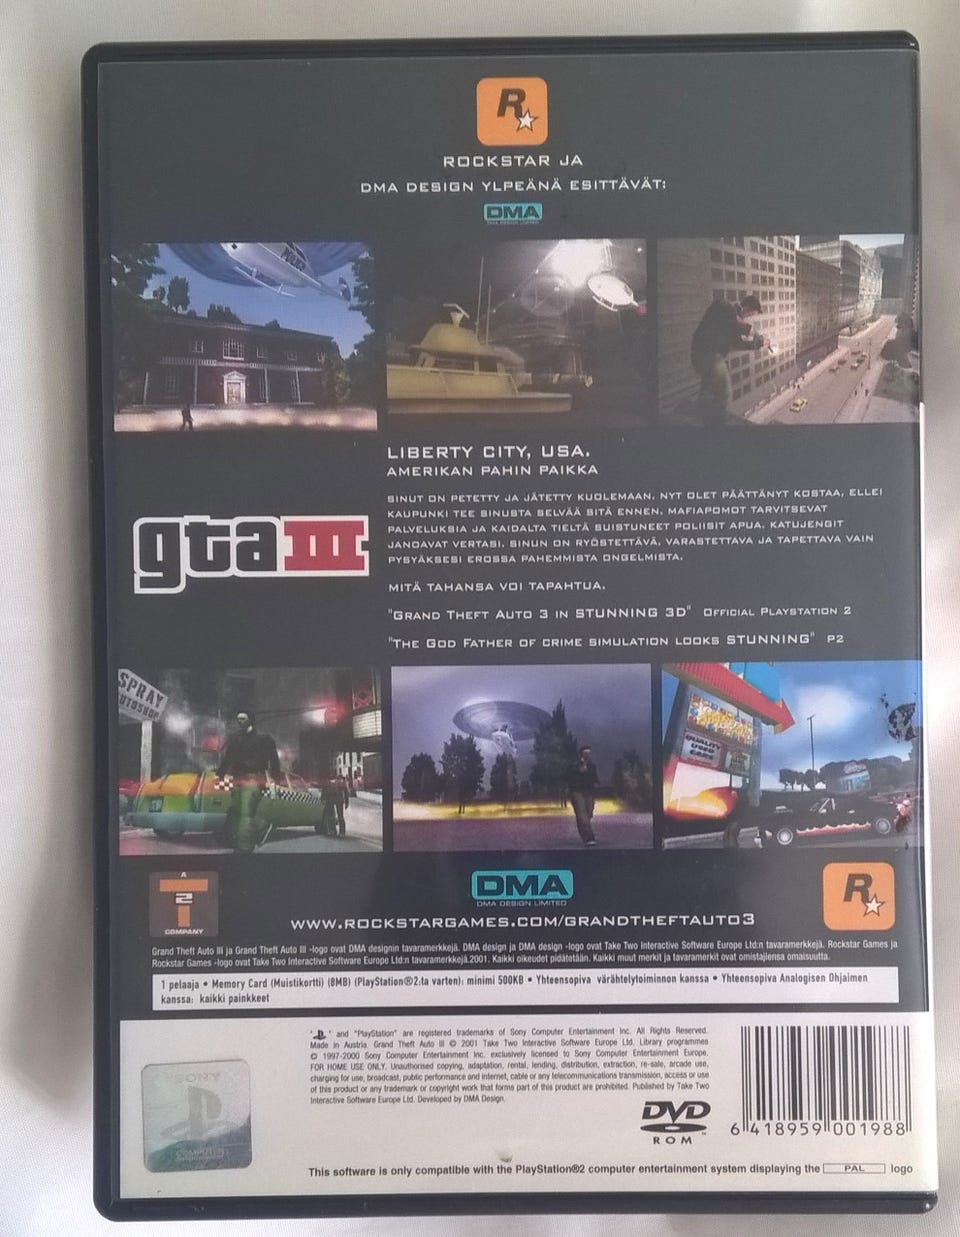 R
ROCKSTAR JA
DMA DESIGN YLPEÄNÄ ESITTÄVÄT:
DMA
DMA DESIGN LIMITED
LIBERTY CITY, USA.
AMERIKAN PAHIN PAIKKA
SINUT ON PETETTY JA JÄTETTY KUOLEMAAN. NYT OLET PÄÄTTÄNYT KOSTAA, ELLEI
KAUPUNKI TEE SINUSTA SELVÄÄ SITÄ ENNEN. MAFIAPOMOT TARVITSEVAT
PALVELUKSIA JA KAIDALTA TIELTÄ SUISTUNEET POLIISIT APUA. KATUJENGIT
JANOAVAT VERTASI. SINUN ON RYÖSTETTÄVÄ, VARASTETTAVA JA TAPETTAVA VAIN
PYSYÄKSESI EROSSA PAHEMMISTA ONGELMISTA.
gta III
MITÄ TAHANSA VOI TAPAHTUA.
"GRAND THEFT AUTO 3 IN STUNNING 3D" OFFICIAL PLAYSTATION 2
"THE GOD FATHER OF CRIME SIMULATION LOOKS STUNNING" P2
SPRAY
AUTOSHOP
QUALITY
USED
CARS
A
T2
COMPANY
DMA
DMA DESIGN LIMITED
R
WWW.ROCKSTARGAMES.COM/GRANDTHEFTAUTO3
Grand Theft Auto III ja Grand Theft Auto III -logo ovat DMA designin tavaramerkkejä. DMA design ja DMA design -logo ovat Take Two Interactive Software Europe Ltd:n tavaramerkkejä. Rockstar Games ja
Rockstar Games -logo ovat Take Two Interactive Software Europe Ltd:n tavaramerkkejä.2001. Kaikki oikeudet pidätetään. Kaikki muut merkit ja tavaramerkit ovat omistajiensa omaisuutta.
1 pelaaja • Memory Card (Muistikortti) (8MB) (PlayStation®2:ta varten): minimi 500KB • Yhteensopiva värähtelytoiminnon kanssa • Yhteensopiva Analogisen Ohjaimen
kanssa: kaikki painkkeet
" " and "PlayStation" are registered trademarks of Sony Computer Entertainment Inc. All Rights Reserved.
Made in Austria. Grand Theft Auto III © 2001 Take Two Interactive Software Europe Ltd. Library programmes
© 1997-2000 Sony Computer Entertainment Inc. exclusively licensed to Sony Computer Entertainment Europe.
FOR HOME USE ONLY. Unauthorised copying, adaptation, rental, lending, distribution, extraction, re-sale, arcade use,
charging for use, broadcast, public performance and internet, cable or any telecommunications transmission, access or use
of this product or any trademark or copyright work that forms part of this product are prohibited. Published by Take Two
Interactive Software Europe Ltd. Developed by DMA Design.
SONY
COMPUTER
DVD
ROM
6 418959 001988
This software is only compatible with the PlayStation®2 computer entertainment system displaying the PAL logo